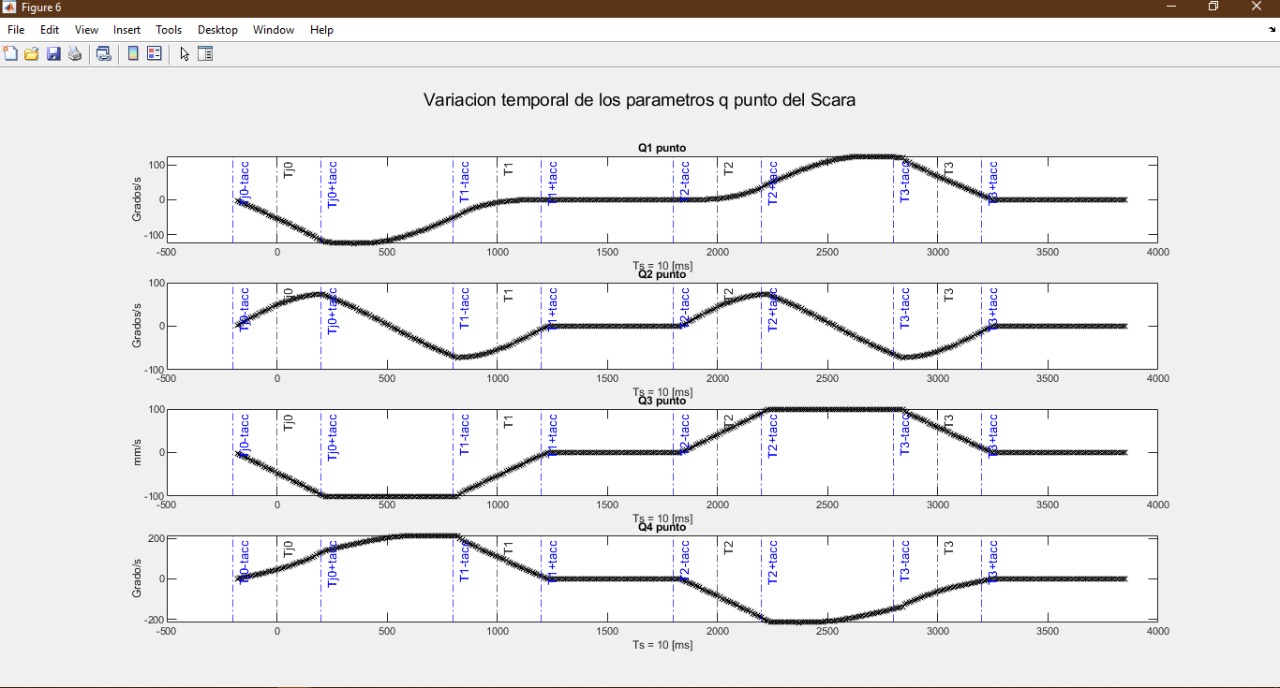 Figure 6
File Edit View Insert Tools Desktop Window Help
Variacion temporal de los parametros q punto del Scara
Q1 punto
Grados/s
100
0
-100
Tj0-tacc Tj0 Tj0+tacc T1-tacc T1 T1+tacc T2-tacc T2 T2+tacc T3-tacc T3 T3+tacc
-500 0 500 1000 1500 2000 2500 3000 3500 4000
Ts = 10 [ms]
Q2 punto
Grados/s
100
0
-100
Tj0-tacc Tj0 Tj0+tacc T1-tacc T1 T1+tacc T2-tacc T2 T2+tacc T3-tacc T3 T3+tacc
-500 0 500 1000 1500 2000 2500 3000 3500 4000
Ts = 10 [ms]
Q3 punto
mm/s
100
0
-100
Tj0-tacc Tj0 Tj0+tacc T1-tacc T1 T1+tacc T2-tacc T2 T2+tacc T3-tacc T3 T3+tacc
-500 0 500 1000 1500 2000 2500 3000 3500 4000
Ts = 10 [ms]
Q4 punto
Grado/s
200
0
-200
Tj0-tacc Tj0 Tj0+tacc T1-tacc T1 T1+tacc T2-tacc T2 T2+tacc T3-tacc T3 T3+tacc
-500 0 500 1000 1500 2000 2500 3000 3500 4000
Ts = 10 [ms]